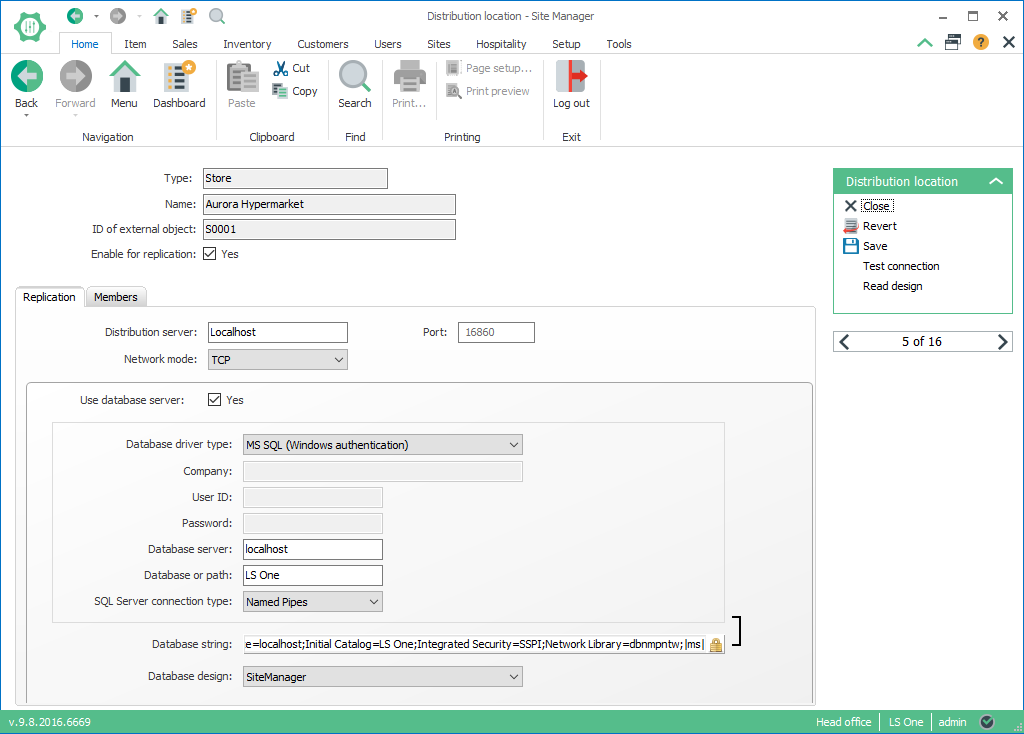 Distribution location - Site Manager
Home Item Sales Inventory Customers Users Sites Hospitality Setup Tools
Back Forward Menu Dashboard Paste Cut Copy Search Print... Page setup... Print preview Log out
Navigation Clipboard Find Printing Exit
Type: Store
Name: Aurora Hypermarket
ID of external object: S0001
Enable for replication: Yes
Replication Members
Distribution server: Localhost Port: 16860
Network mode: TCP
Use database server: Yes
Database driver type: MS SQL (Windows authentication)
Company:
User ID:
Password:
Database server: localhost
Database or path: LS One
SQL Server connection type: Named Pipes
Database string: e=localhost;Initial Catalog=LS One;Integrated Security=SSPI;Network Library=dbnmpntw;|ms|
Database design: SiteManager
Distribution location
Close
Revert
Save
Test connection
Read design
5 of 16
v.9.8.2016.6669 Head office LS One admin